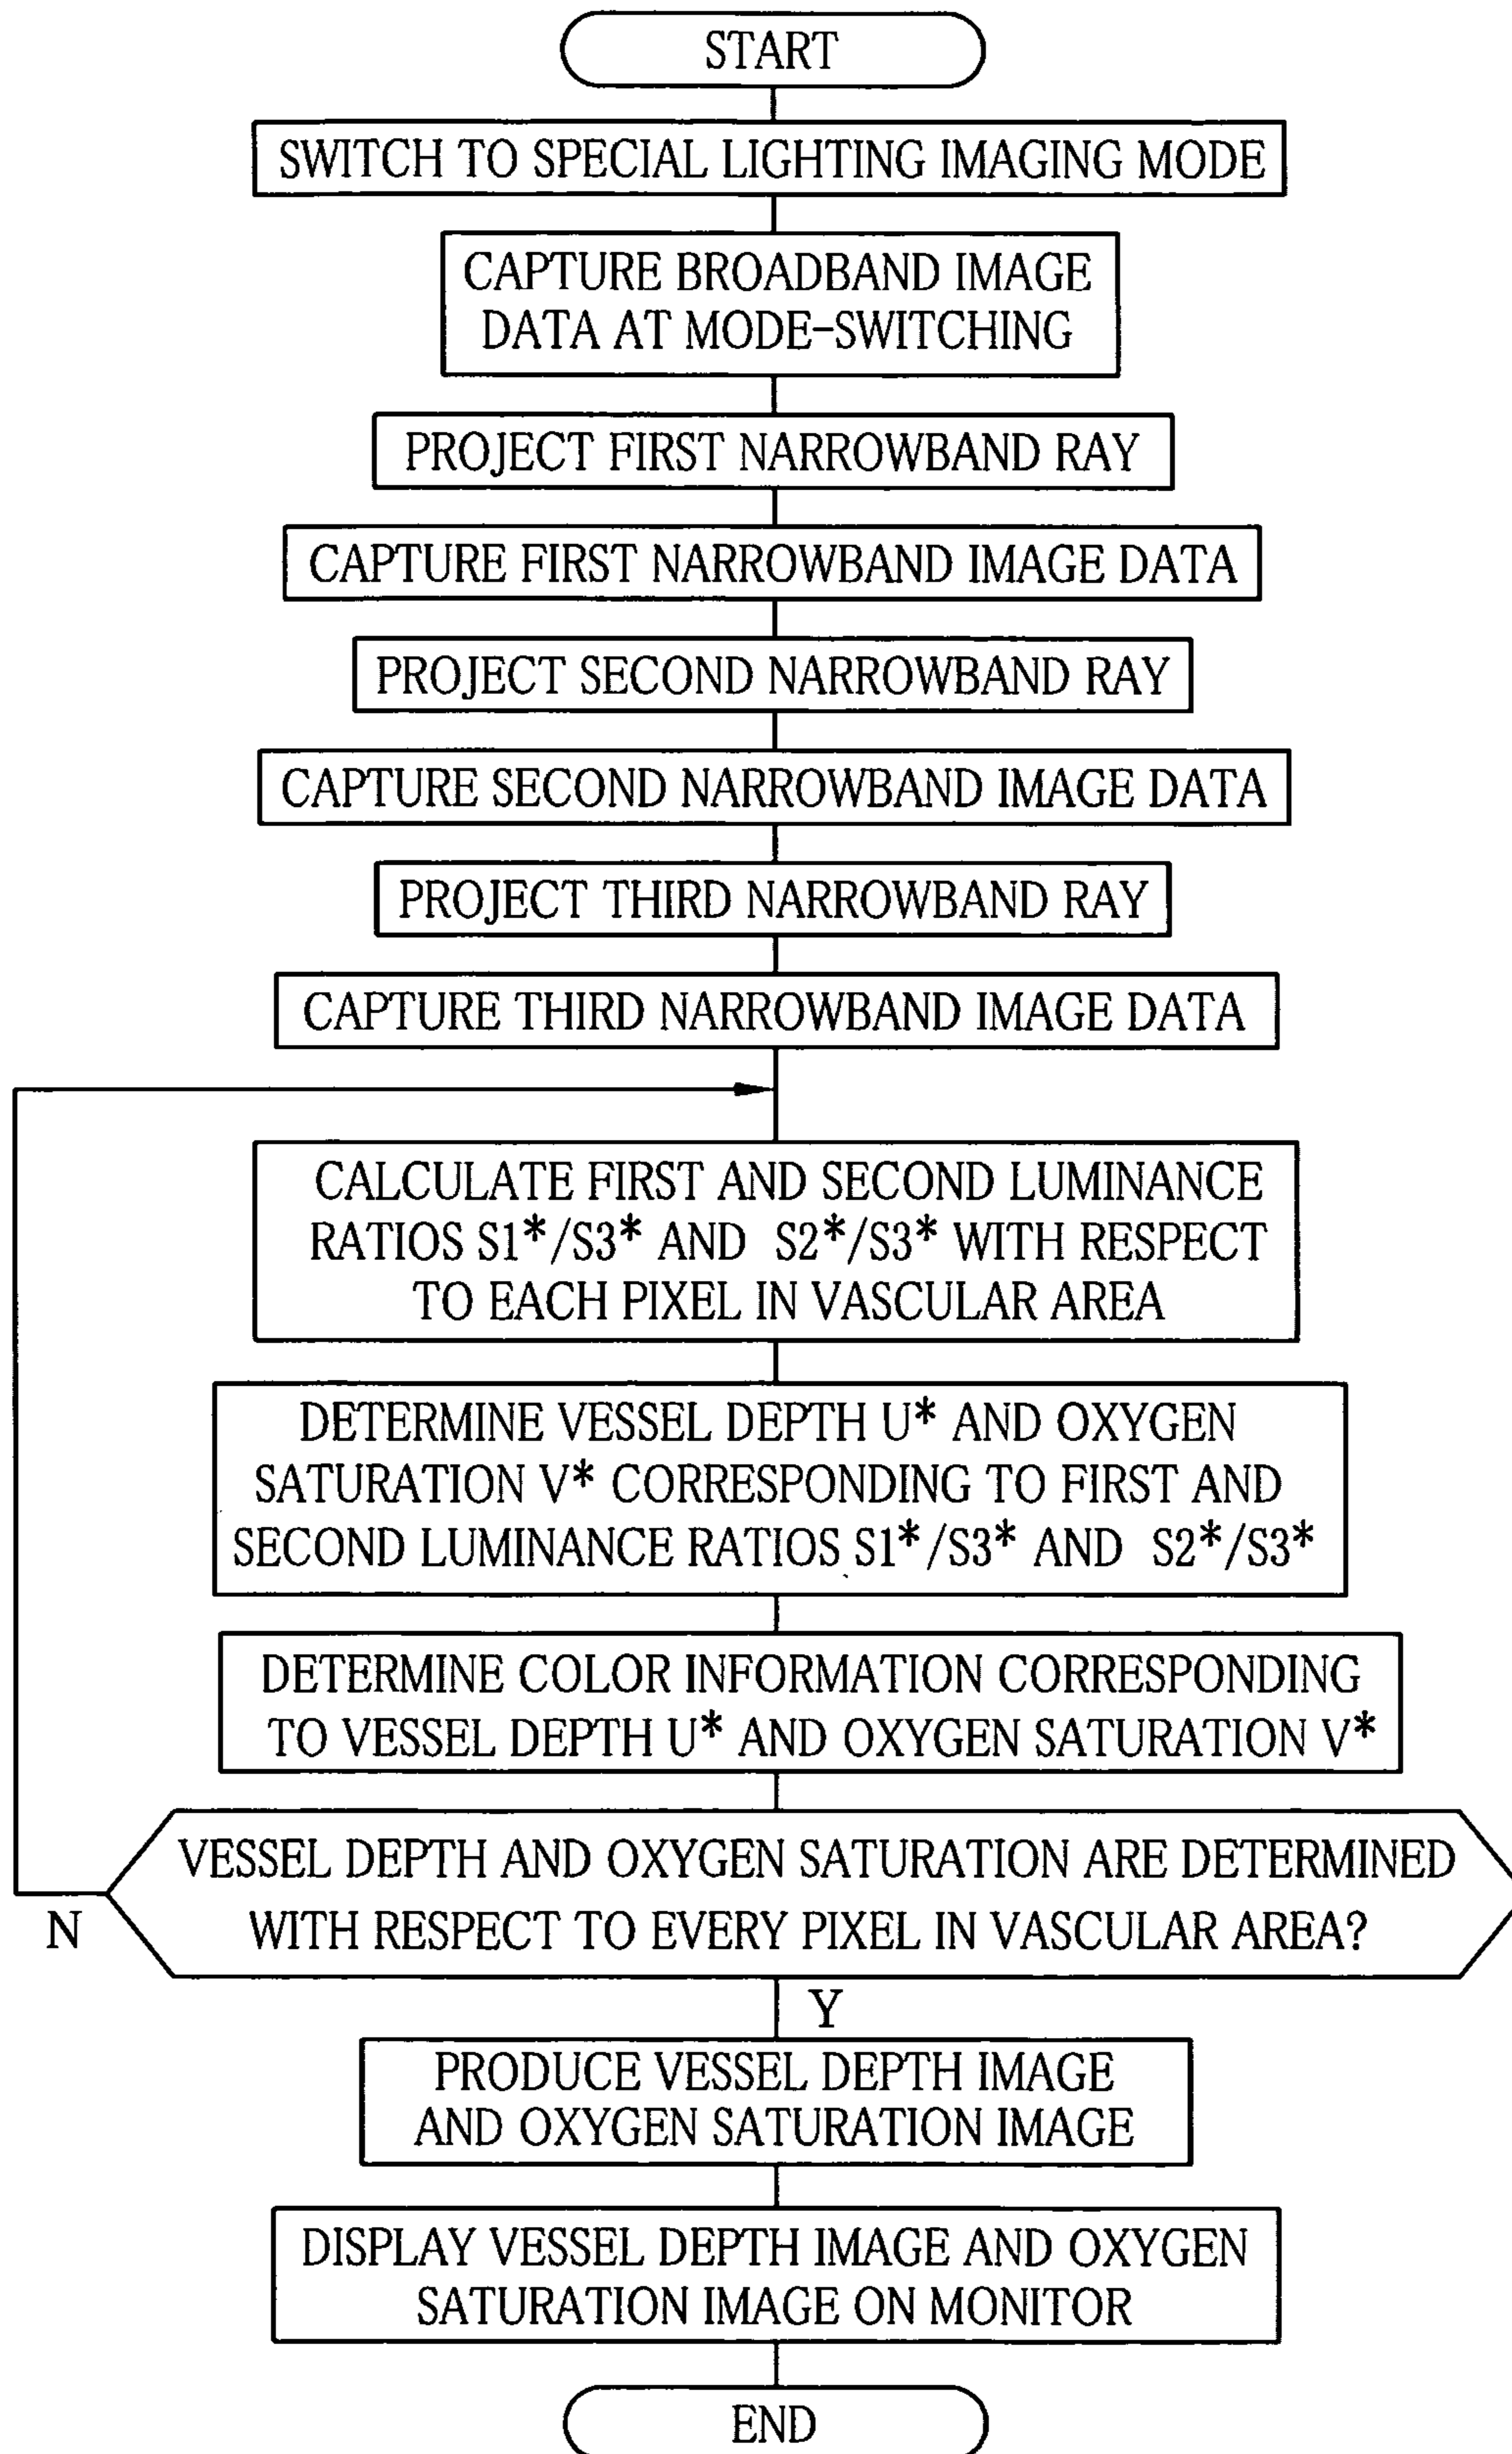 START
SWITCH TO SPECIAL LIGHTING IMAGING MODE
CAPTURE BROADBAND IMAGE
DATA AT MODE-SWITCHING
PROJECT FIRST NARROWBAND RAY
CAPTURE FIRST NARROWBAND IMAGE DATA
PROJECT SECOND NARROWBAND RAY
CAPTURE SECOND NARROWBAND IMAGE DATA
PROJECT THIRD NARROWBAND RAY
CAPTURE THIRD NARROWBAND IMAGE DATA
CALCULATE FIRST AND SECOND LUMINANCE
RATIOS S1*/S3* AND S2*/S3* WITH RESPECT
TO EACH PIXEL IN VASCULAR AREA
DETERMINE VESSEL DEPTH U* AND OXYGEN
SATURATION V* CORRESPONDING TO FIRST AND
SECOND LUMINANCE RATIOS S1*/S3* AND S2*/S3*
DETERMINE COLOR INFORMATION CORRESPONDING
TO VESSEL DEPTH U* AND OXYGEN SATURATION V*
VESSEL DEPTH AND OXYGEN SATURATION ARE DETERMINED
WITH RESPECT TO EVERY PIXEL IN VASCULAR AREA?
N
Y
PRODUCE VESSEL DEPTH IMAGE
AND OXYGEN SATURATION IMAGE
DISPLAY VESSEL DEPTH IMAGE AND OXYGEN
SATURATION IMAGE ON MONITOR
END